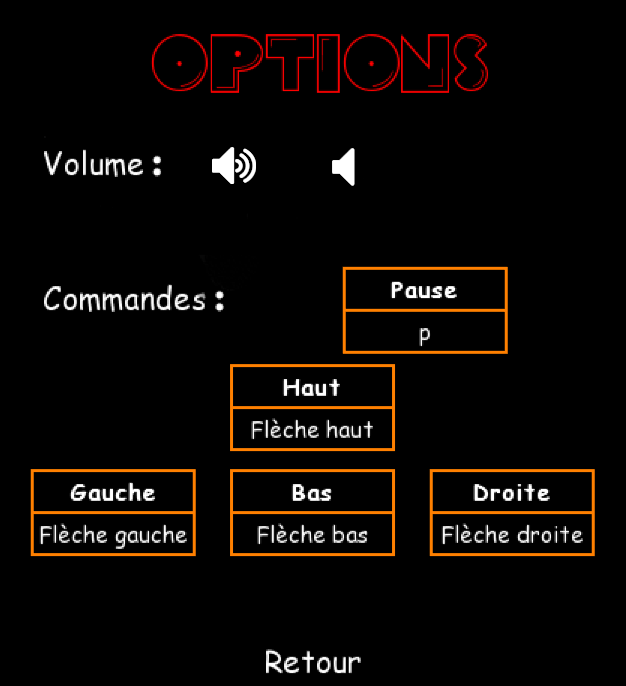 OPTIONS
Volume :
Commandes :
Pause
p
Haut
Flèche haut
Gauche
Bas
Droite
Flèche gauche
Flèche bas
Flèche droite
Retour